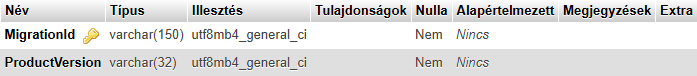 Név Típus Illesztés Tulajdonságok Nulla Alapértelmezett Megjegyzések Extra
MigrationId varchar(150) utf8mb4_general_ci Nem Nincs
ProductVersion varchar(32) utf8mb4_general_ci Nem Nincs